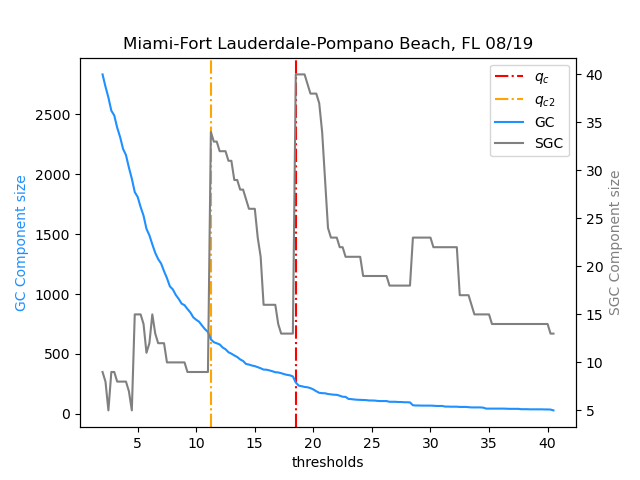 Miami-Fort Lauderdale-Pompano Beach, FL 08/19
GC Component size
2500
2000
1500
1000
500
0
5
10
15
20
25
30
35
40
thresholds
40
35
30
25
20
15
10
5
SGC Component size
q_c
q_{c2}
GC
SGC